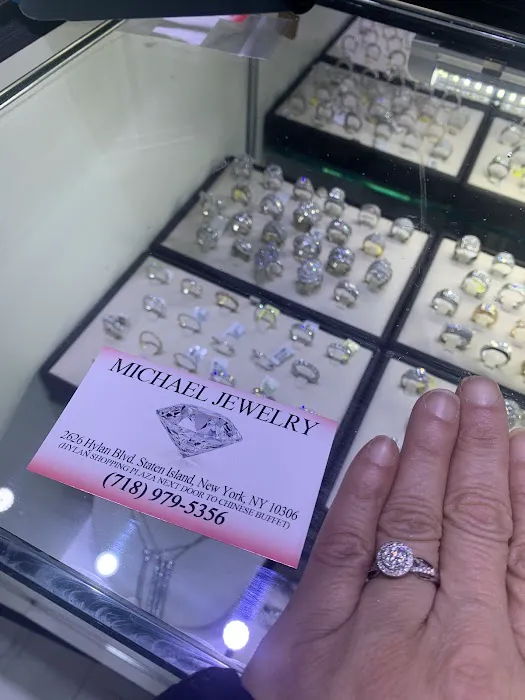 MICHAEL JEWELRY
2626 Hylan Blvd, Staten Island, New York, NY 10306
(HYLAN SHOPPING PLAZA NEXT DOOR TO CHINESE BUFFET)
(718) 979-5356